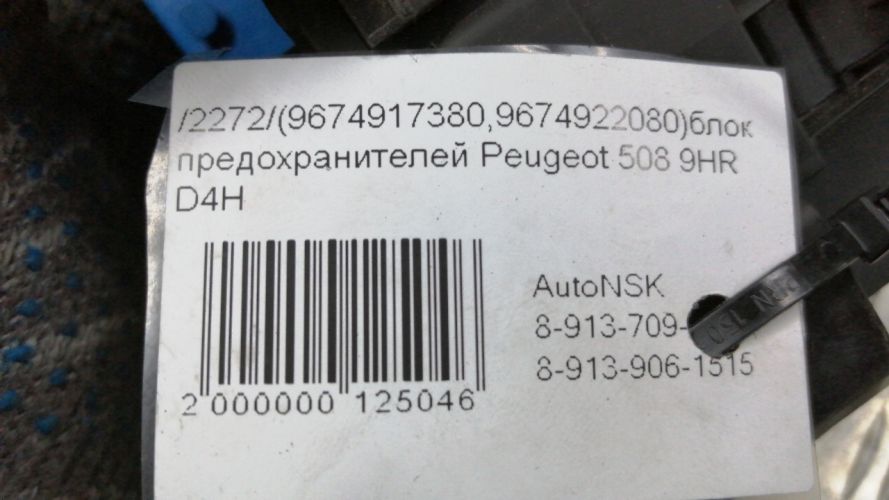 /2272/(9674917380,9674922080)блок
предохранителей Peugeot 508 9HR
D4H
AutoNSK
8-913-709-
8-913-906-1515
2 000000 125046